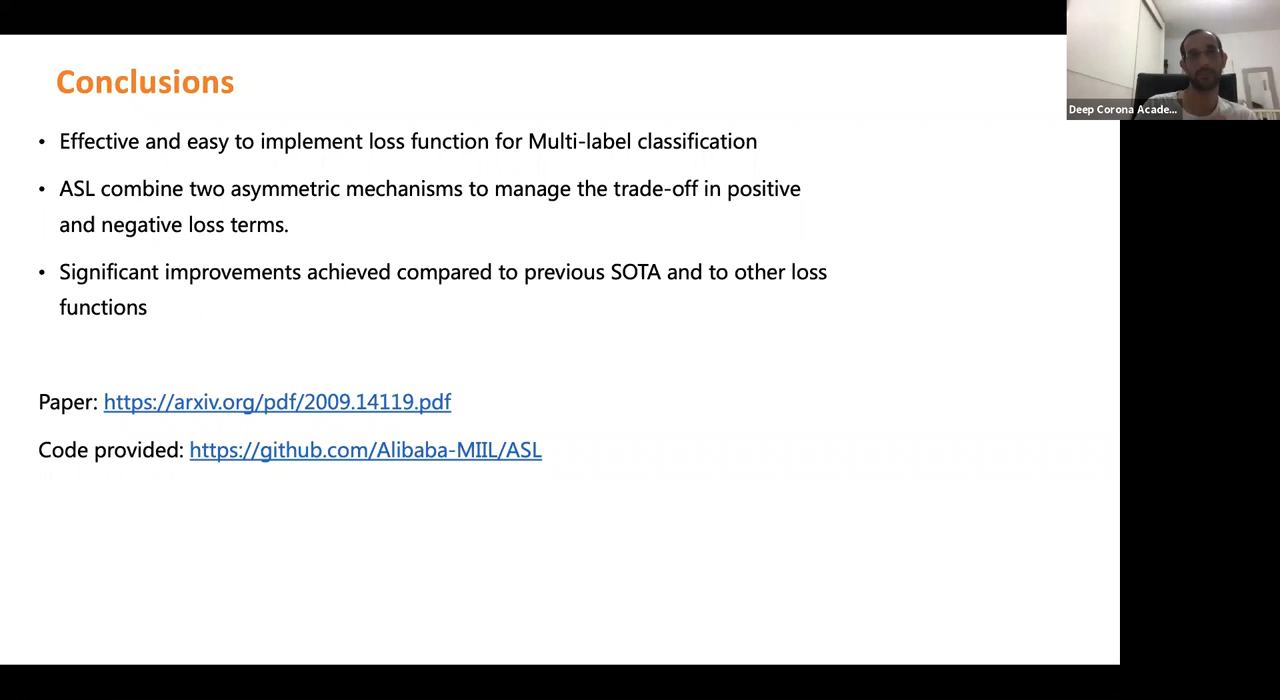 Conclusions
• Effective and easy to implement loss function for Multi-label classification
• ASL combine two asymmetric mechanisms to manage the trade-off in positive
and negative loss terms.
• Significant improvements achieved compared to previous SOTA and to other loss
functions
Paper: https://arxiv.org/pdf/2009.14119.pdf
Code provided: https://github.com/Alibaba-MIIL/ASL
Deep Corona Acade...